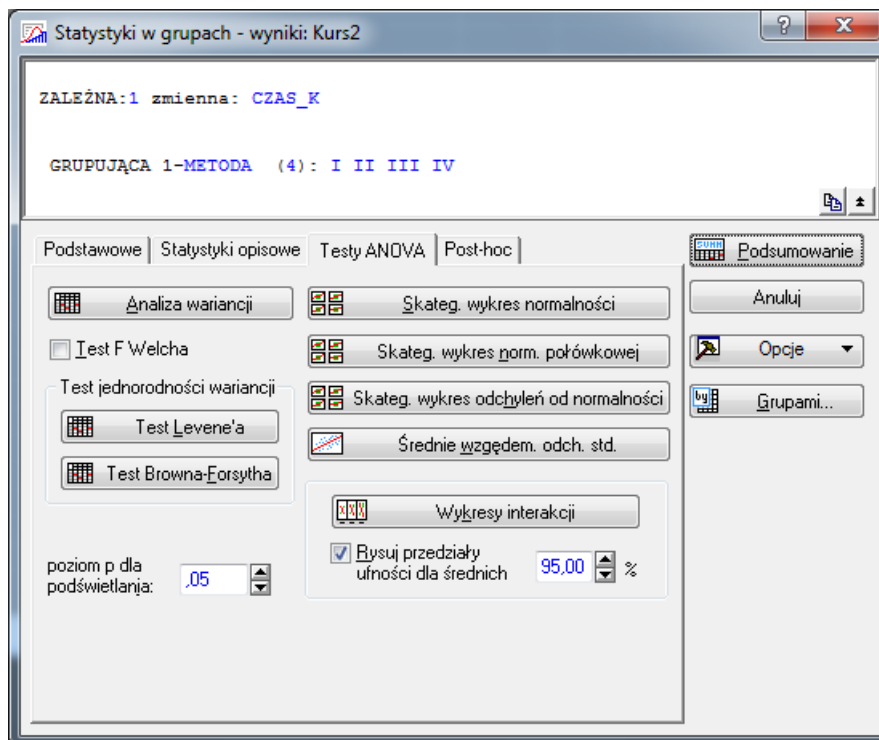 Statystyki w grupach - wyniki: Kurs2
ZALEŻNA:1 zmienna: CZAS_K
GRUPUJĄCA 1-METODA (4): I II III IV
Podstawowe Statystyki opisowe Testy ANOVA Post-hoc
Podsumowanie
Analiza wariancji
Skateg. wykres normalności
Anuluj
Test F Welcha
Skateg. wykres norm. połówkowej
Opcje
Test jednorodności wariancji
Skateg. wykres odchyleń od normalności
Grupami...
Test Levene'a
Średnie względem. odch. std.
Test Browna-Forsytha
Wykresy interakcji
Rysuj przedziały
ufności dla średnich
95,00 %
poziom p dla
podświetlania:
,05